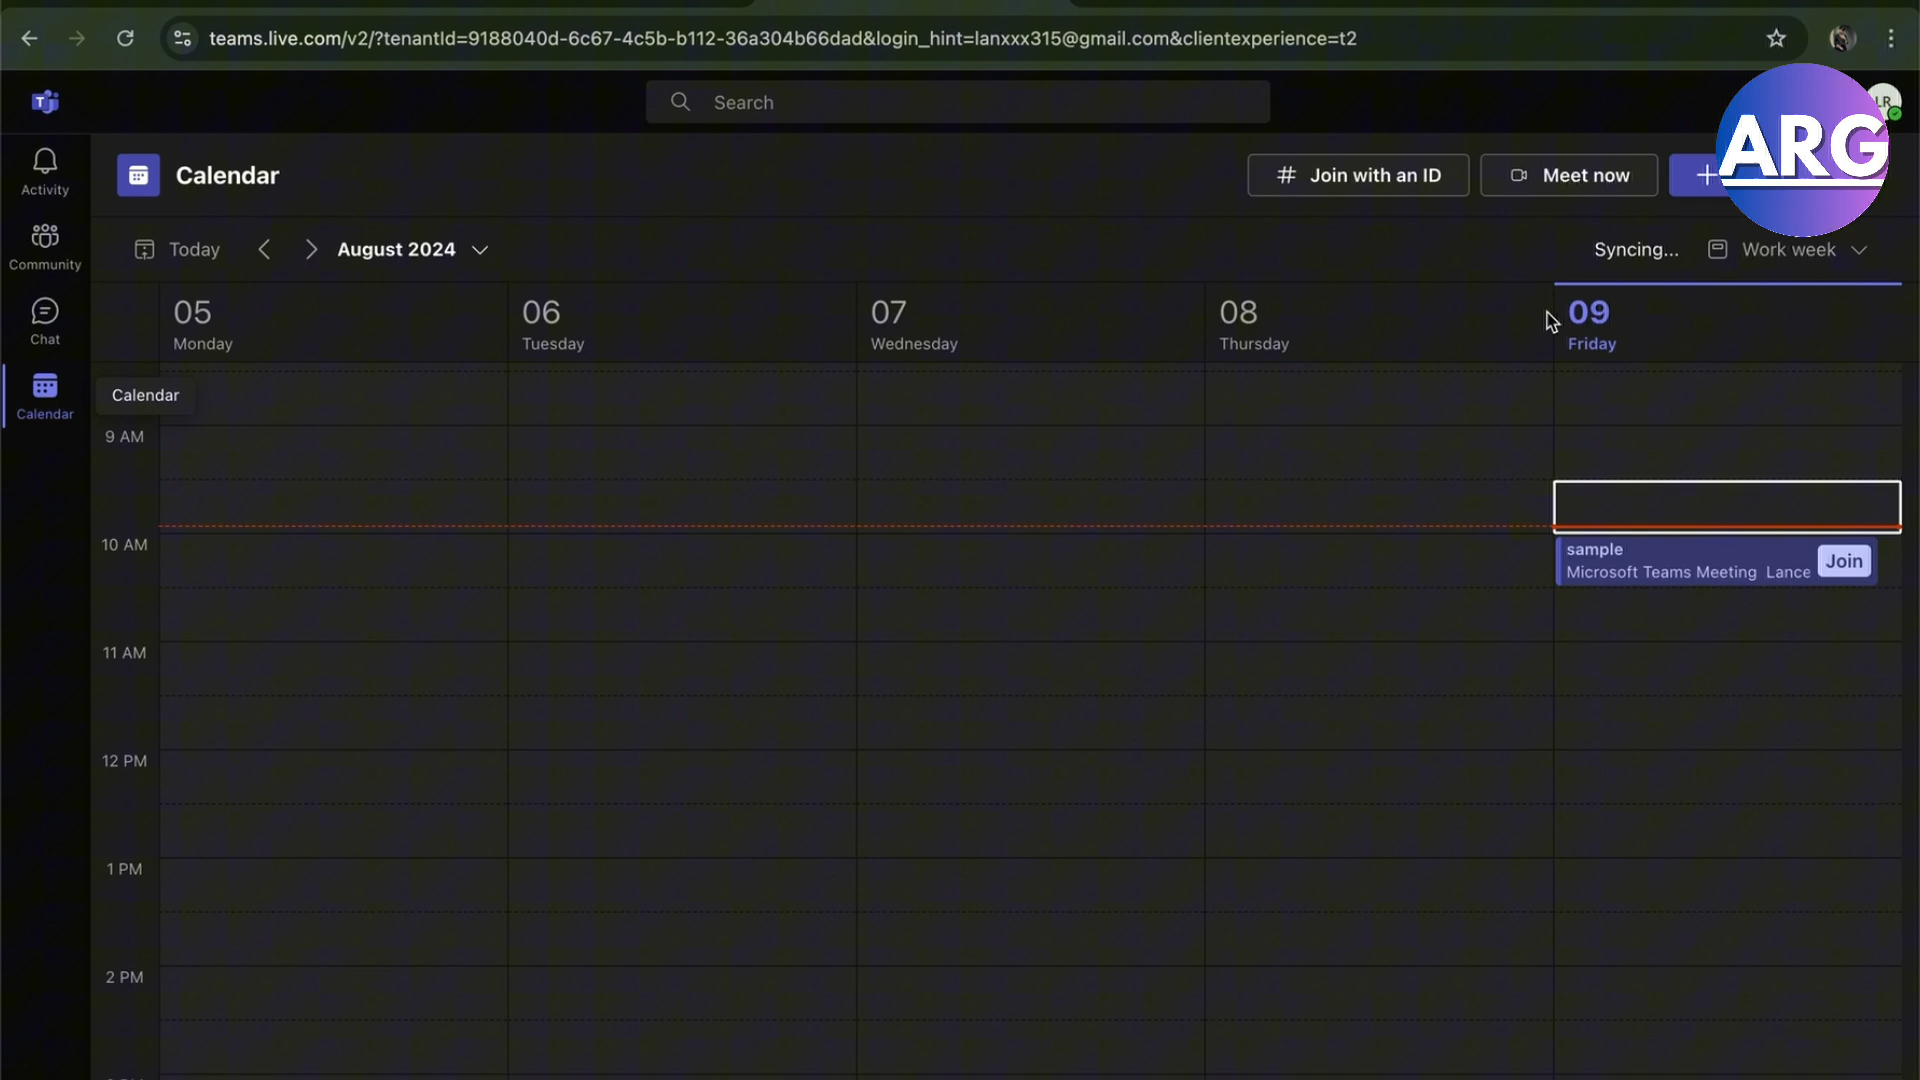 teams.live.com/v2/?tenantId=9188040d-6c67-4c5b-b112-36a304b66dad&login_hint=lanxxx315@gmail.com&clientexperience=t2
Search
LR
ARG
Activity
Community
Chat
Calendar
Calendar
Calendar
# Join with an ID
Meet now
+
Today
August 2024
Syncing...
Work week
05
Monday
06
Tuesday
07
Wednesday
08
Thursday
09
Friday
9 AM
10 AM
11 AM
12 PM
1 PM
2 PM
sample
Microsoft Teams Meeting Lance
Join